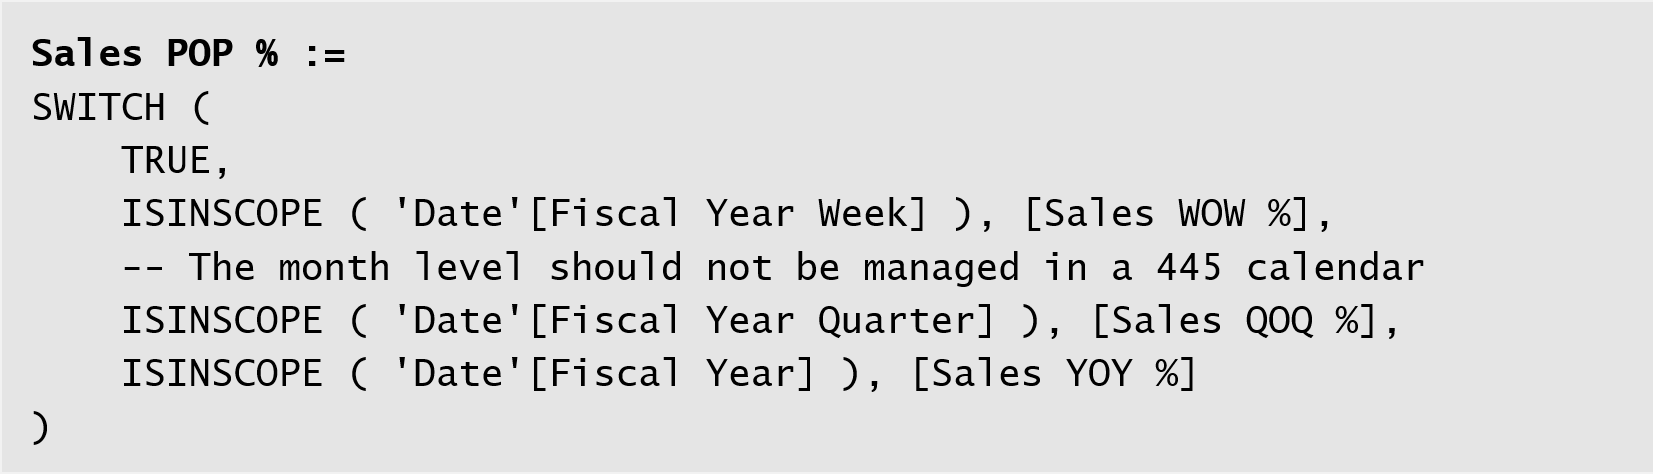 Sales POP % :=
SWITCH (
    TRUE,
    ISINSCOPE ( 'Date'[Fiscal Year Week] ), [Sales WOW %],
    -- The month level should not be managed in a 445 calendar
    ISINSCOPE ( 'Date'[Fiscal Year Quarter] ), [Sales QOQ %],
    ISINSCOPE ( 'Date'[Fiscal Year] ), [Sales YOY %]
)